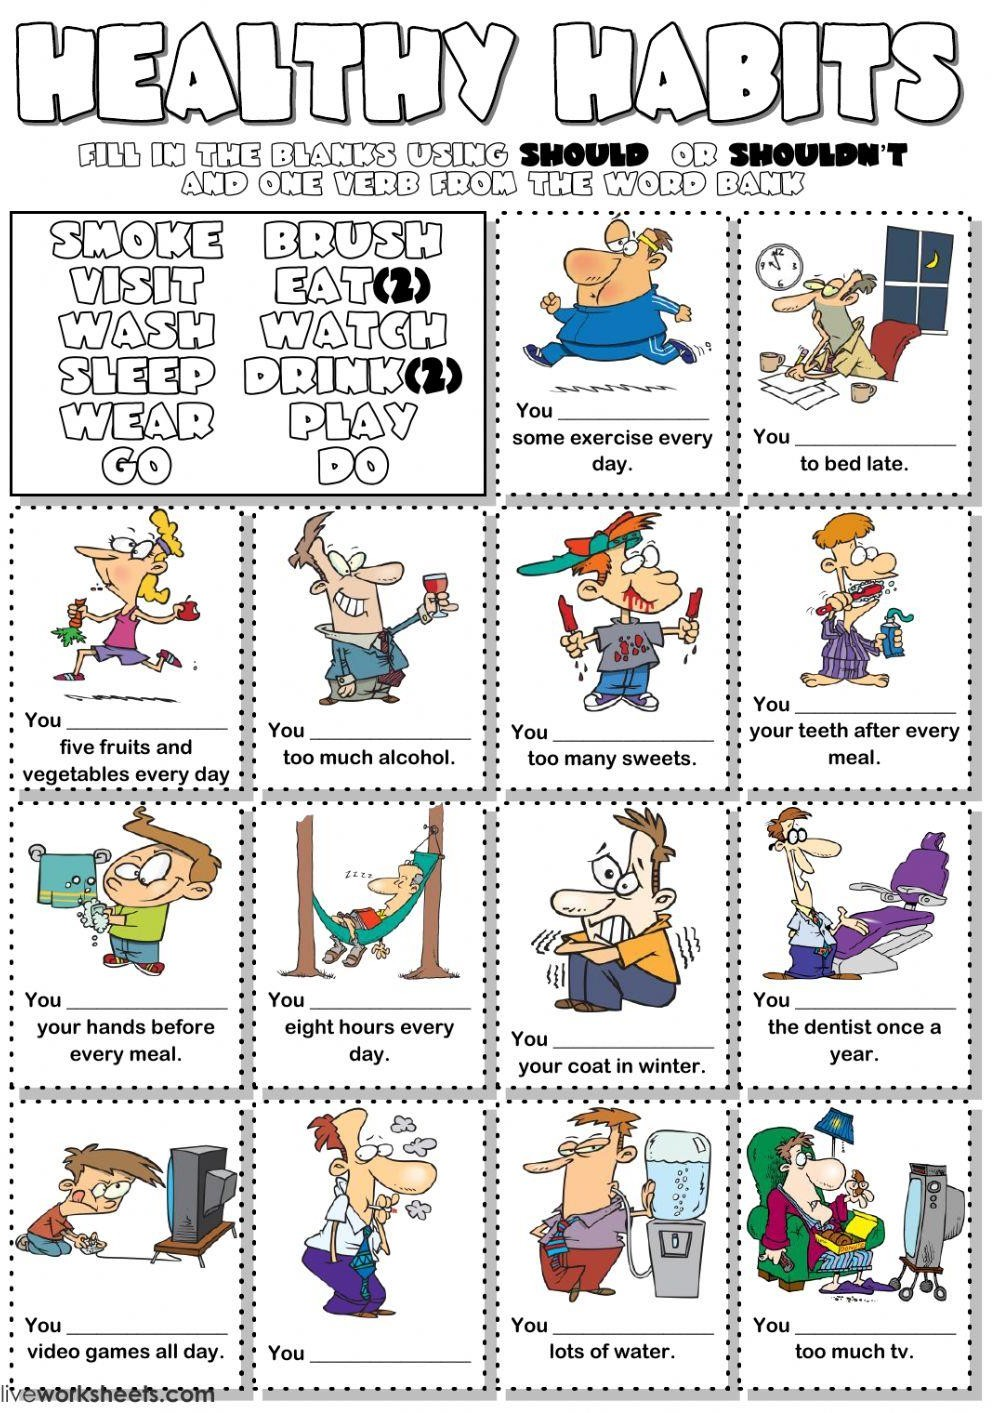 HEALTHY HABITS
FILL IN THE BLANKS USING SHOULD OR SHOULDN'T
AND ONE VERB FROM THE WORD BANK
SMOKE BRUSH
VISIT EAT(2)
WASH WATCH
SLEEP DRINK(2)
WEAR PLAY
GO DO
You ______________
some exercise every
day.
12
3
6
9
You ______________
to bed late.
You ______________
five fruits and
vegetables every day
You ______________
too much alcohol.
You ______________
too many sweets.
You ______________
your teeth after every
meal.
You ______________
your hands before
every meal.
zzzz
You ______________
eight hours every
day.
You ______________
your coat in winter.
You ______________
the dentist once a
year.
You ______________
video games all day.
You ______________
You ______________
lots of water.
You ______________
too much tv.
liveworksheets.com